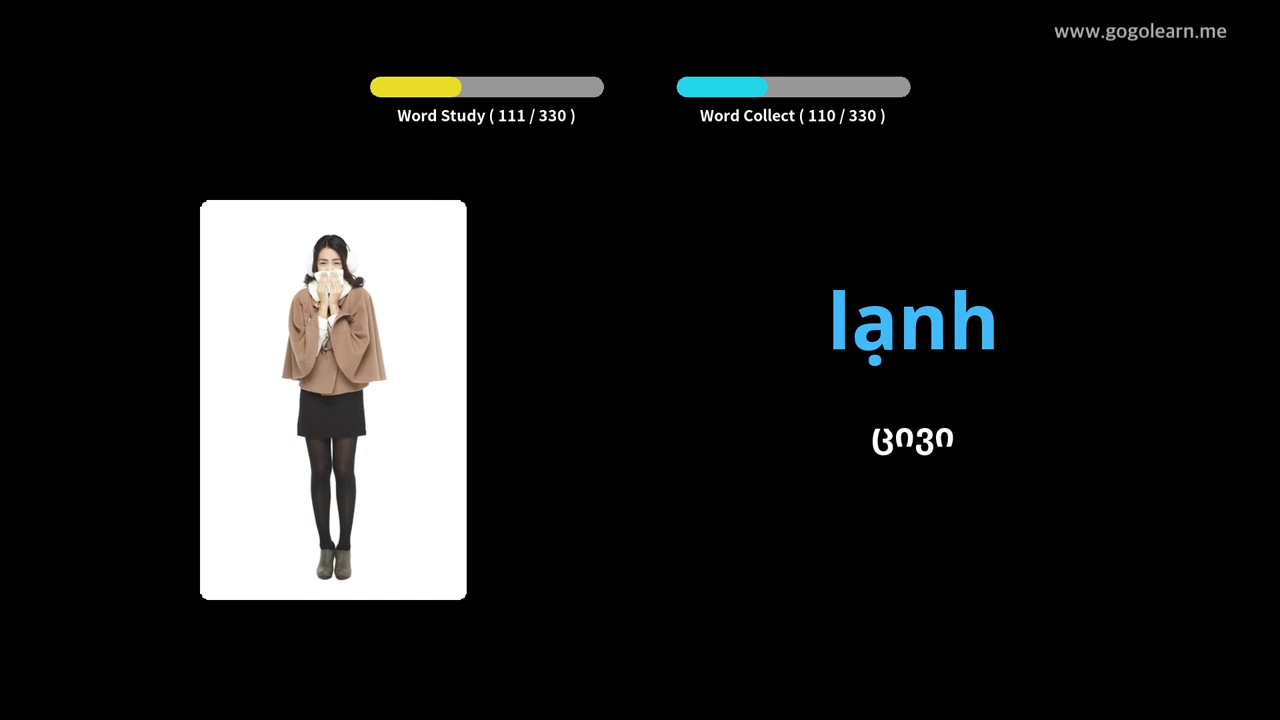 www.gogolearn.me
Word Study ( 111 / 330 )
Word Collect ( 110 / 330 )
lạnh
ცივი